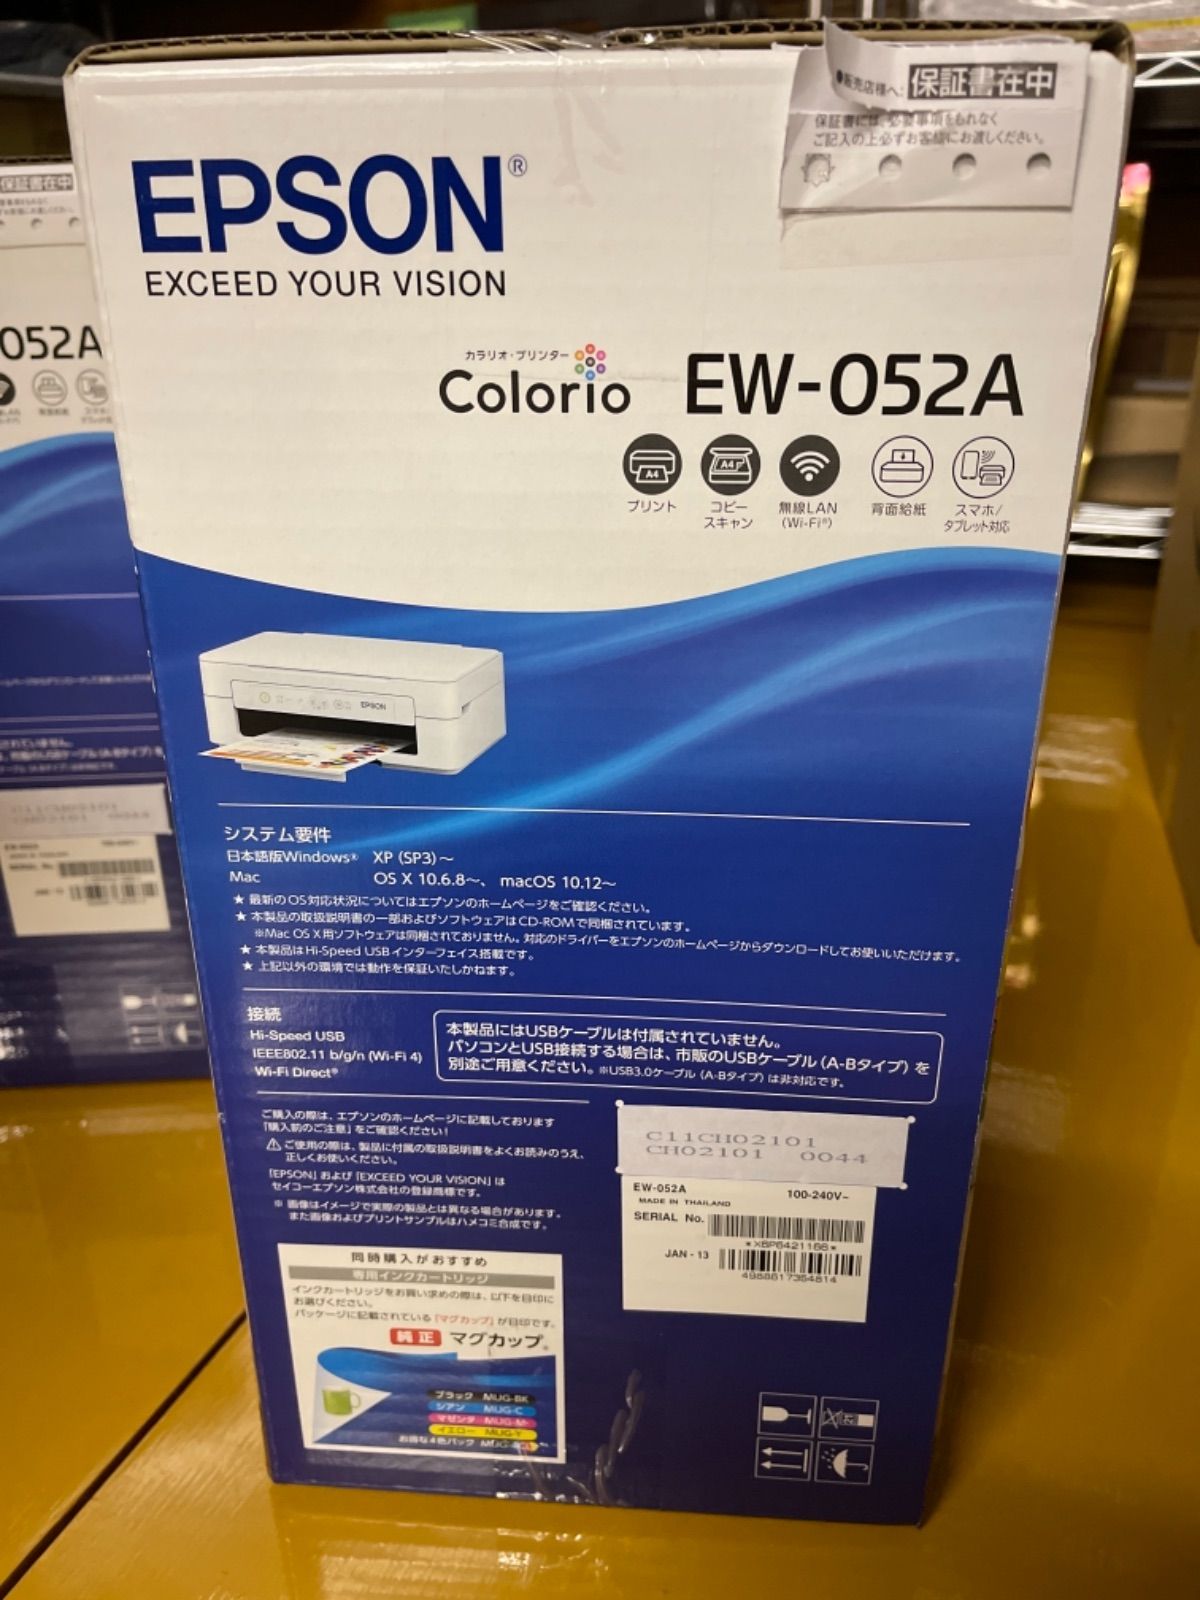 ●販売店様へ: 保証書在中
保証書には、必要事項をもれなく
ご記入の上必ずお客様にお渡しください。
EPSON®
EXCEED YOUR VISION
カラリオ・プリンター
Colorio EW-052A
A4 A4
プリント コピー スキャン 無線LAN (Wi-Fi®) 背面給紙 スマホ/タブレット対応
EPSON
システム要件
日本語版Windows® XP (SP3)～
Mac OS X 10.6.8～、 macOS 10.12～
★ 最新のOS対応状況についてはエプソンのホームページをご確認ください。
★ 本製品の取扱説明書の一部およびソフトウェアはCD-ROMで同梱されています。
※Mac OS X用ソフトウェアは同梱されておりません。対応のドライバーをエプソンのホームページからダウンロードしてお使いいただけます。
★ 本製品はHi-Speed USBインターフェイス搭載です。
★ 上記以外の環境では動作を保証いたしかねます。
接続
Hi-Speed USB
IEEE802.11 b/g/n (Wi-Fi 4)
Wi-Fi Direct®
本製品にはUSBケーブルは付属されていません。
パソコンとUSB接続する場合は、市販のUSBケーブル（A-Bタイプ）を
別途ご用意ください。※USB3.0ケーブル（A-Bタイプ）は非対応です。
ご購入の際は、エプソンのホームページに記載しております
「購入前のご注意」をご確認ください！
⚠ ご使用の際は、製品に付属の取扱説明書をよくお読みのうえ、
正しくお使いください。
「EPSON」および「EXCEED YOUR VISION」は
セイコーエプソン株式会社の登録商標です。
※ 画像はイメージで実際の製品とは異なる場合があります。
また画像およびプリントサンプルはハメコミ合成です。
C11CH02101
CH02101 0044
EW-052A 100-240V~
MADE IN THAILAND
SERIAL No.
*X8P6421166*
JAN - 13
4988617354814
同時購入がおすすめ
専用インクカートリッジ
インクカートリッジをお買い求めの際は、以下を目印に
お選びください。
パッケージに記載されている「マグカップ」が目印です。
純正 マグカップ。
ブラック MUG-BK
シアン MUG-C
マゼンタ MUG-M
イエロー MUG-Y
お得な4色パック
保証書在中
052A